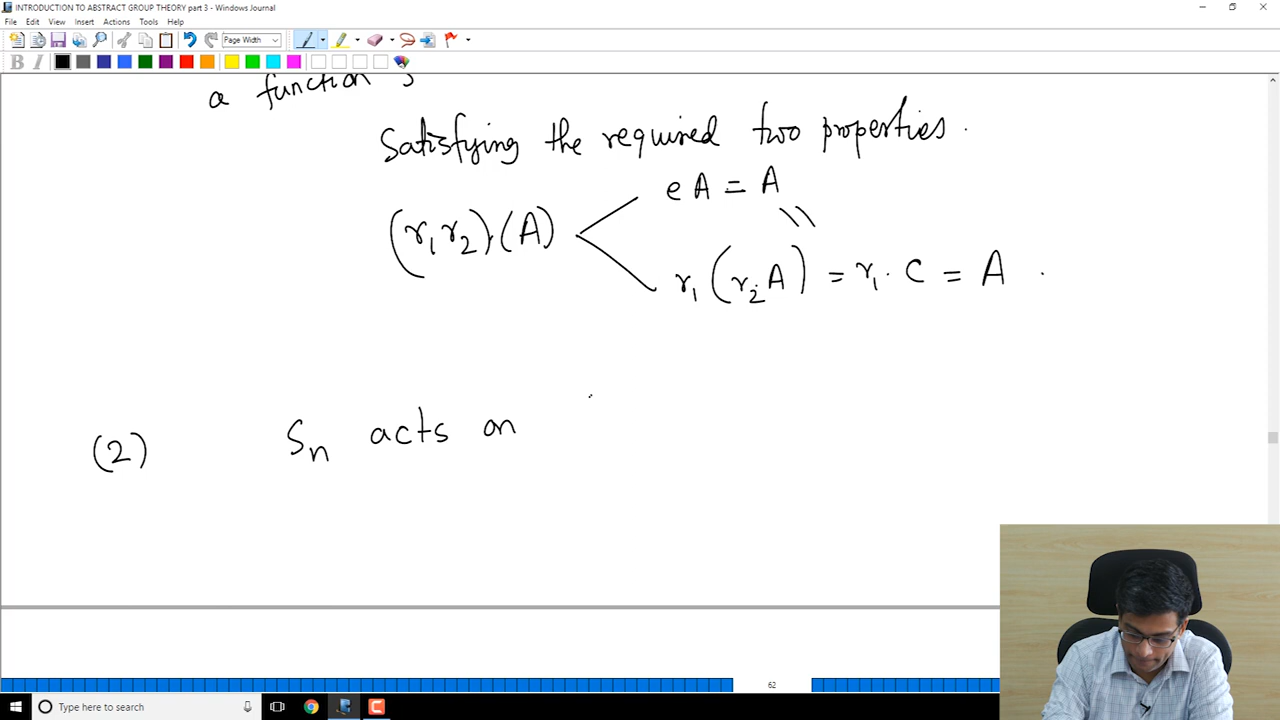 INTRODUCTION TO ABSTRACT GROUP THEORY part 3 - Windows Journal
File Edit View Insert Actions Tools Help
Page Width
B I
a function
Satisfying the required two properties.
eA = A
(r₁r₂)·(A)
r₁(r₂·A) = r₁·C = A.
(2) Sₙ acts on
62
Type here to search